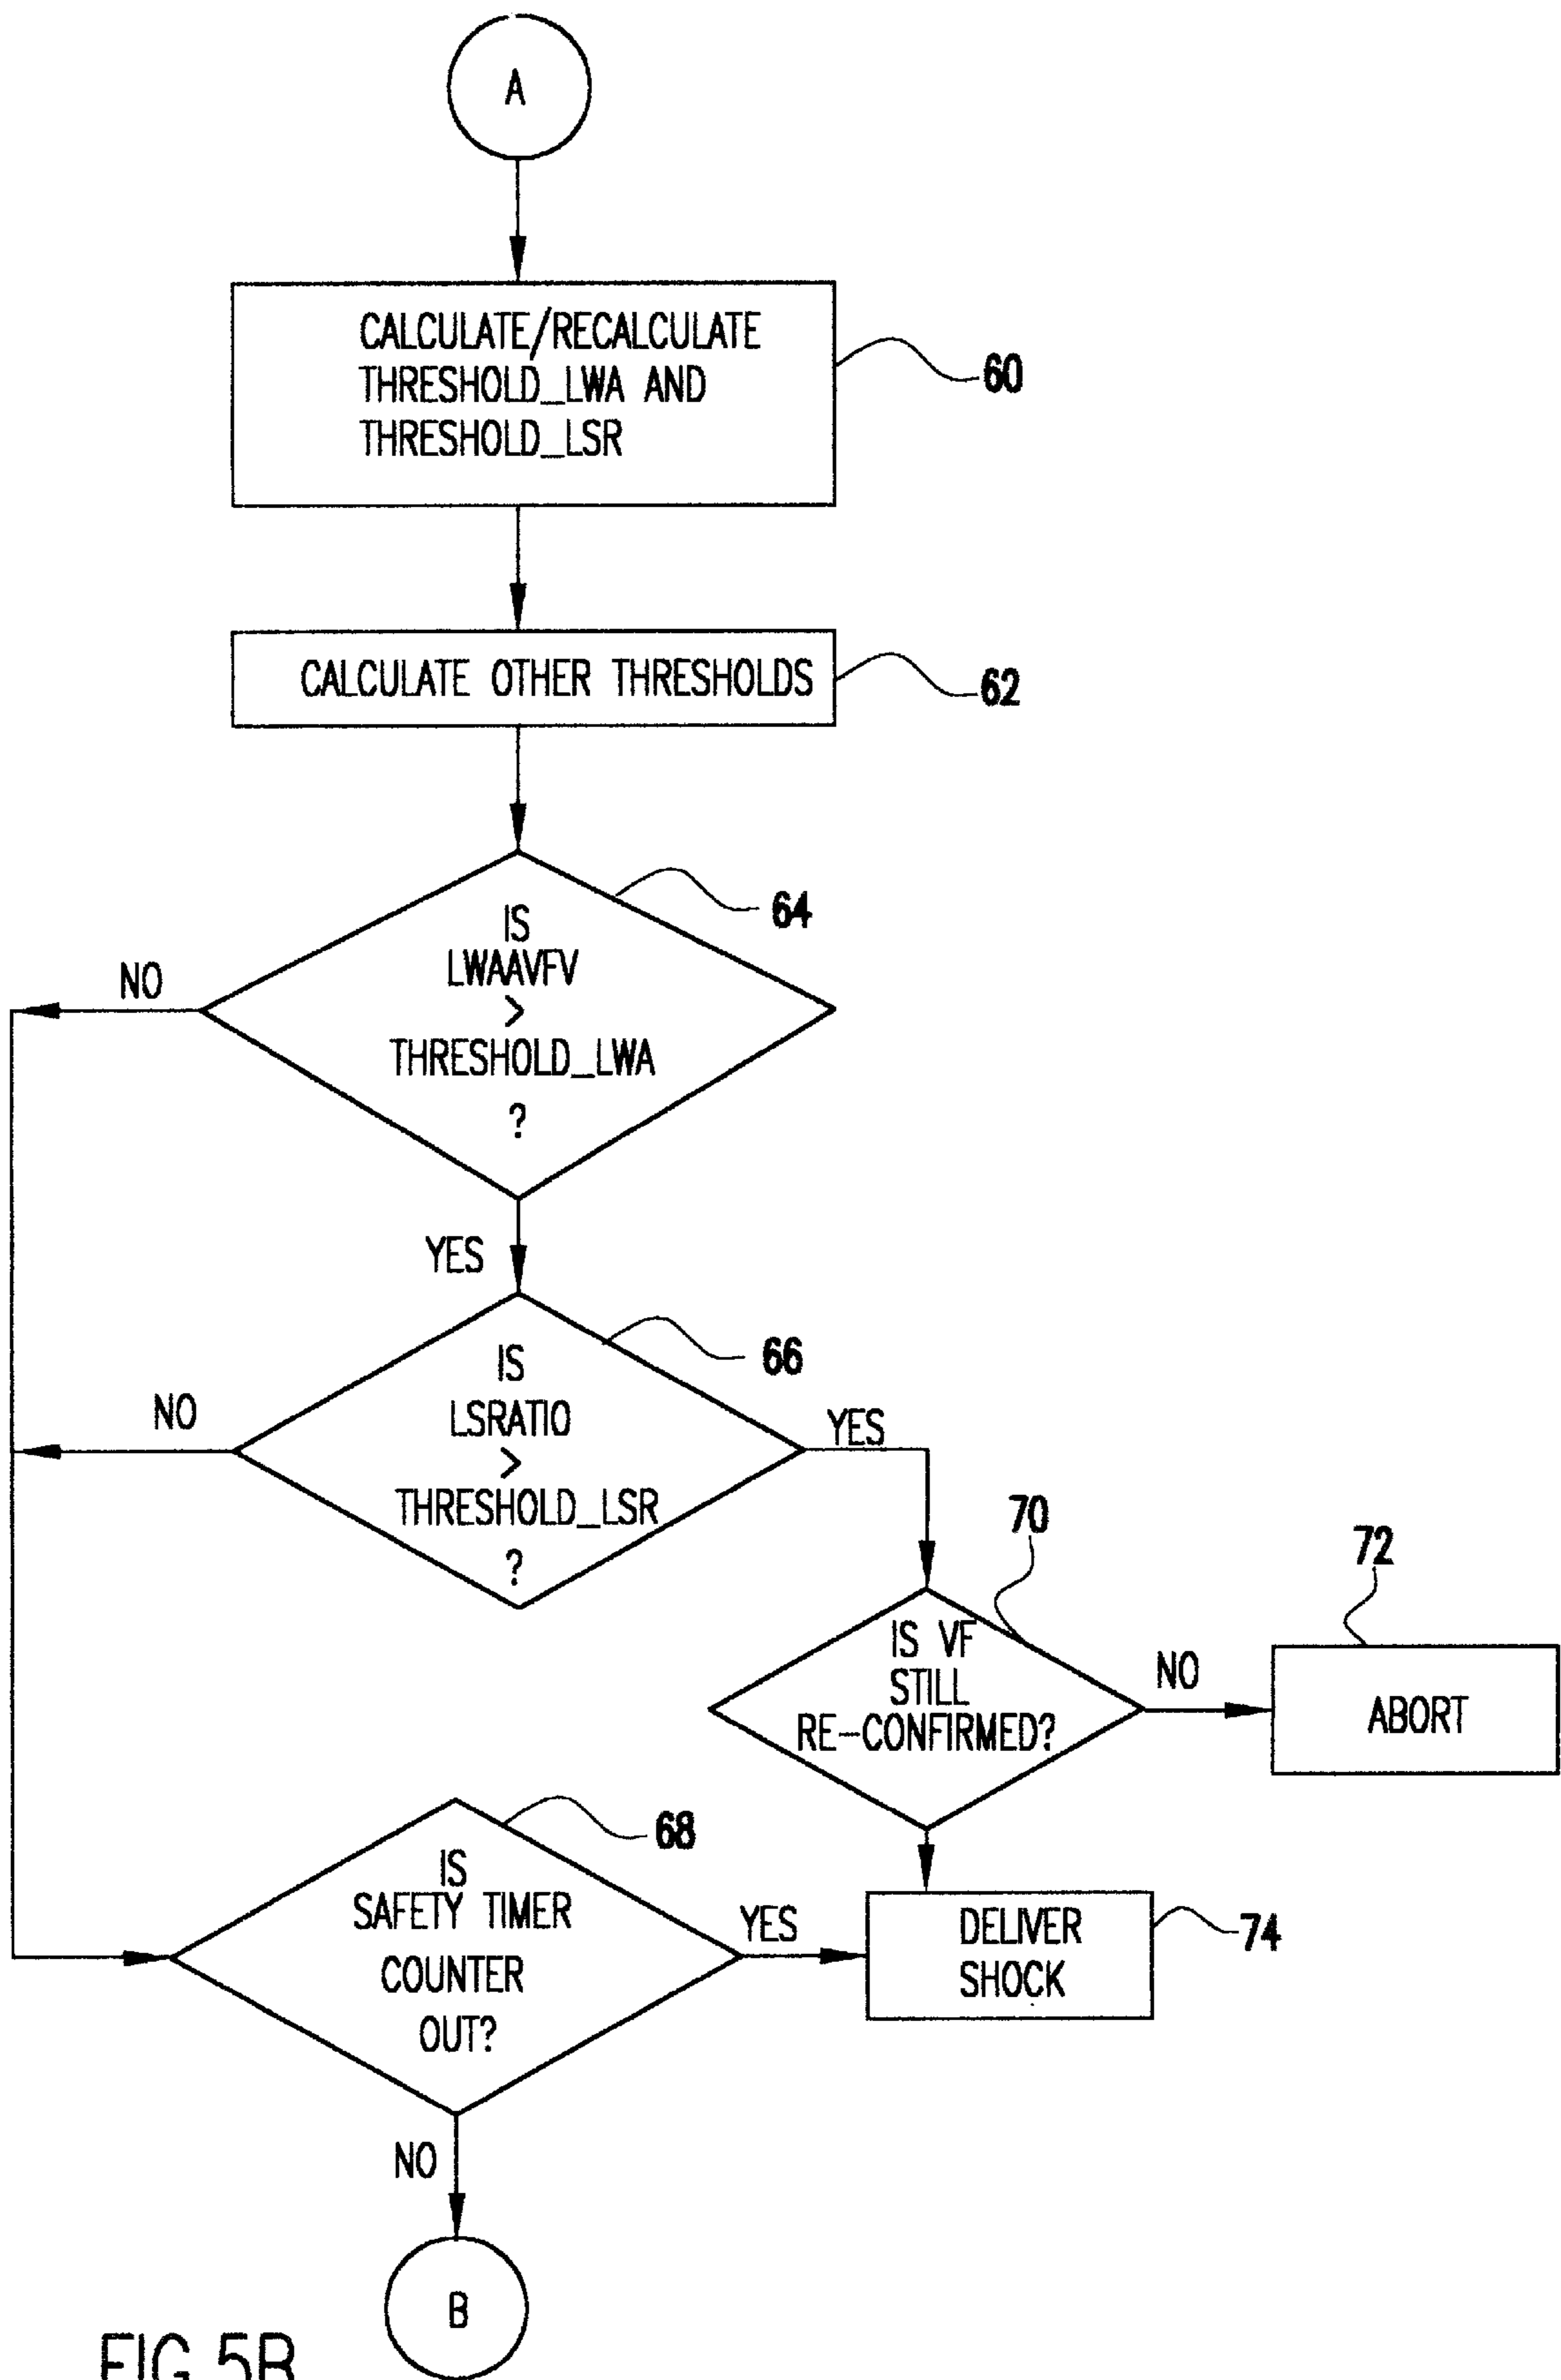 A
CALCULATE/RECALCULATE
THRESHOLD_LWA AND
THRESHOLD_LSR
60
CALCULATE OTHER THRESHOLDS
62
64
IS
LWAAVFV
>
THRESHOLD_LWA
?
NO
YES
66
IS
LSRATIO
>
THRESHOLD_LSR
?
NO
YES
70
IS VF
STILL
RE-CONFIRMED?
NO
72
ABORT
68
IS
SAFETY TIMER
COUNTER
OUT?
YES
DELIVER
SHOCK
74
NO
B
FIG.5B